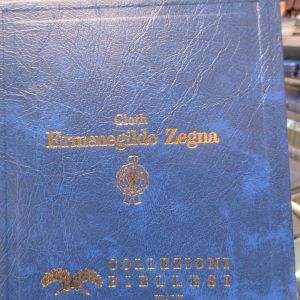 Cloth
Ermenegildo Zegna
COLLEZIONI
BIELLESI